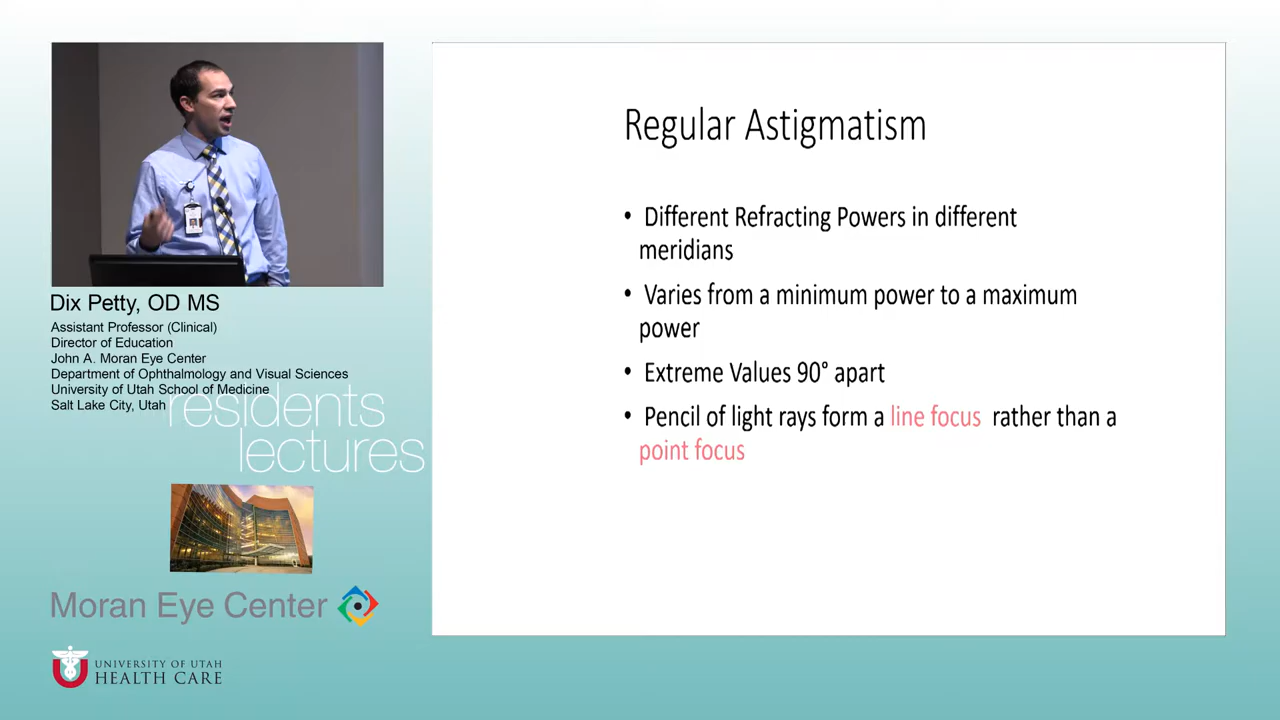 Dix Petty, OD MS
Assistant Professor (Clinical)
Director of Education
John A. Moran Eye Center
Department of Ophthalmology and Visual Sciences
University of Utah School of Medicine
Salt Lake City, Utah
residents
lectures
Moran Eye Center
UNIVERSITY OF UTAH
HEALTH CARE
Regular Astigmatism
• Different Refracting Powers in different
meridians
• Varies from a minimum power to a maximum
power
• Extreme Values 90° apart
• Pencil of light rays form a line focus rather than a
point focus